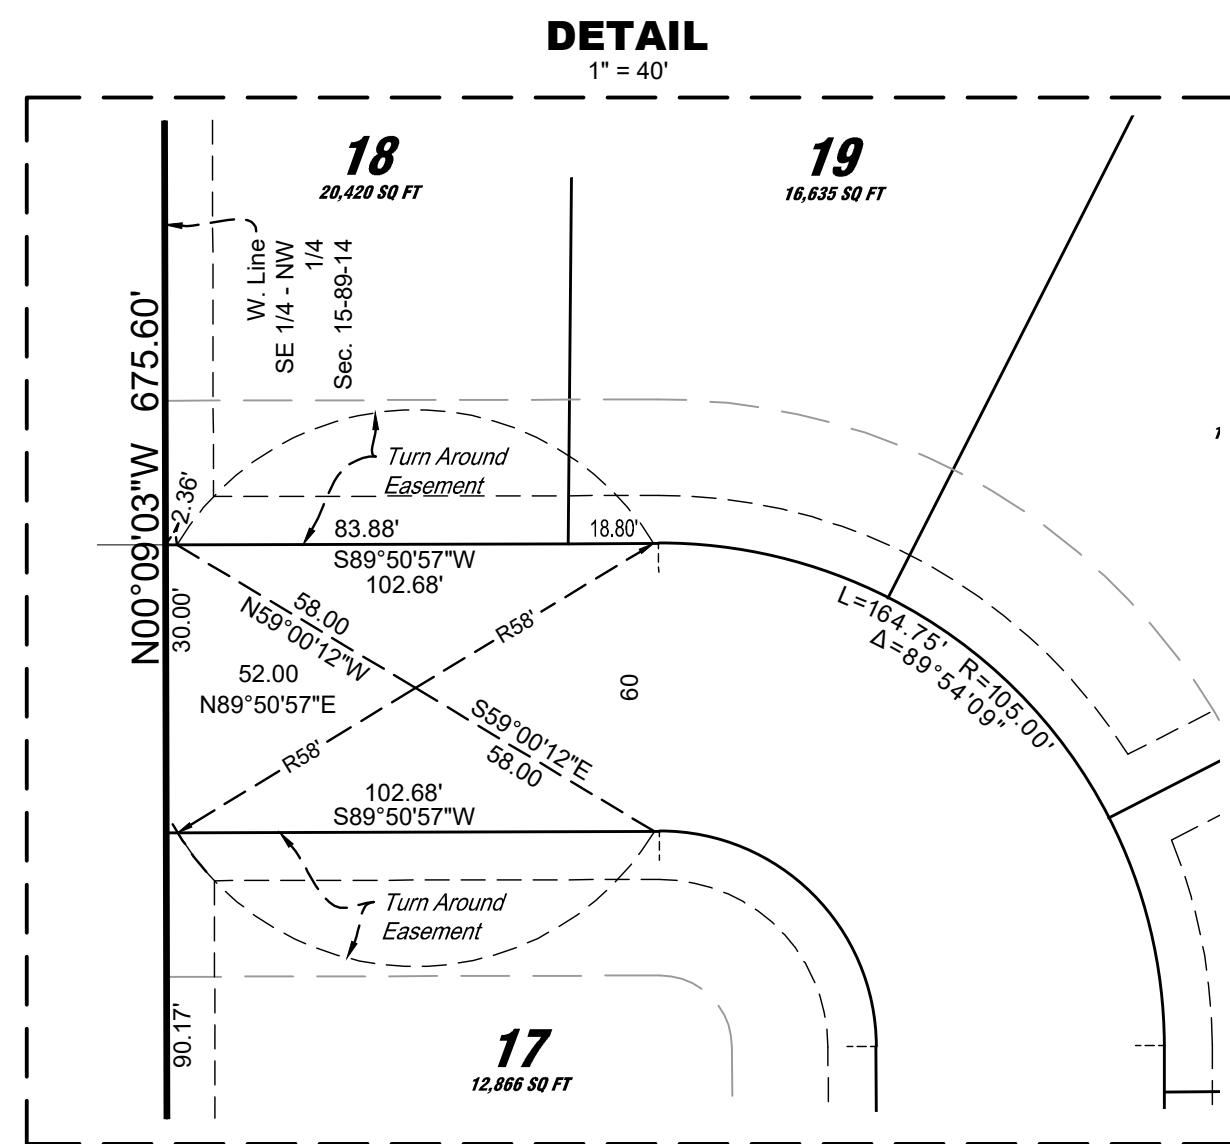 DETAIL
1" = 40'
18
20,420 SQ FT
19
16,635 SQ FT
W. Line
SE 1/4 - NW
1/4
Sec. 15-89-14
N00°09'03"W 675.60'
2.36'
Turn Around
Easement
83.88'
18.80'
S89°50'57"W
102.68'
30.00'
58.00
N59°00'12"W
R58'
L=164.75' R=105.00'
Δ=89°54'09"
52.00
N89°50'57"E
60
S59°00'12"E
58.00
R58'
102.68'
S89°50'57"W
Turn Around
Easement
90.17'
17
12,866 SQ FT